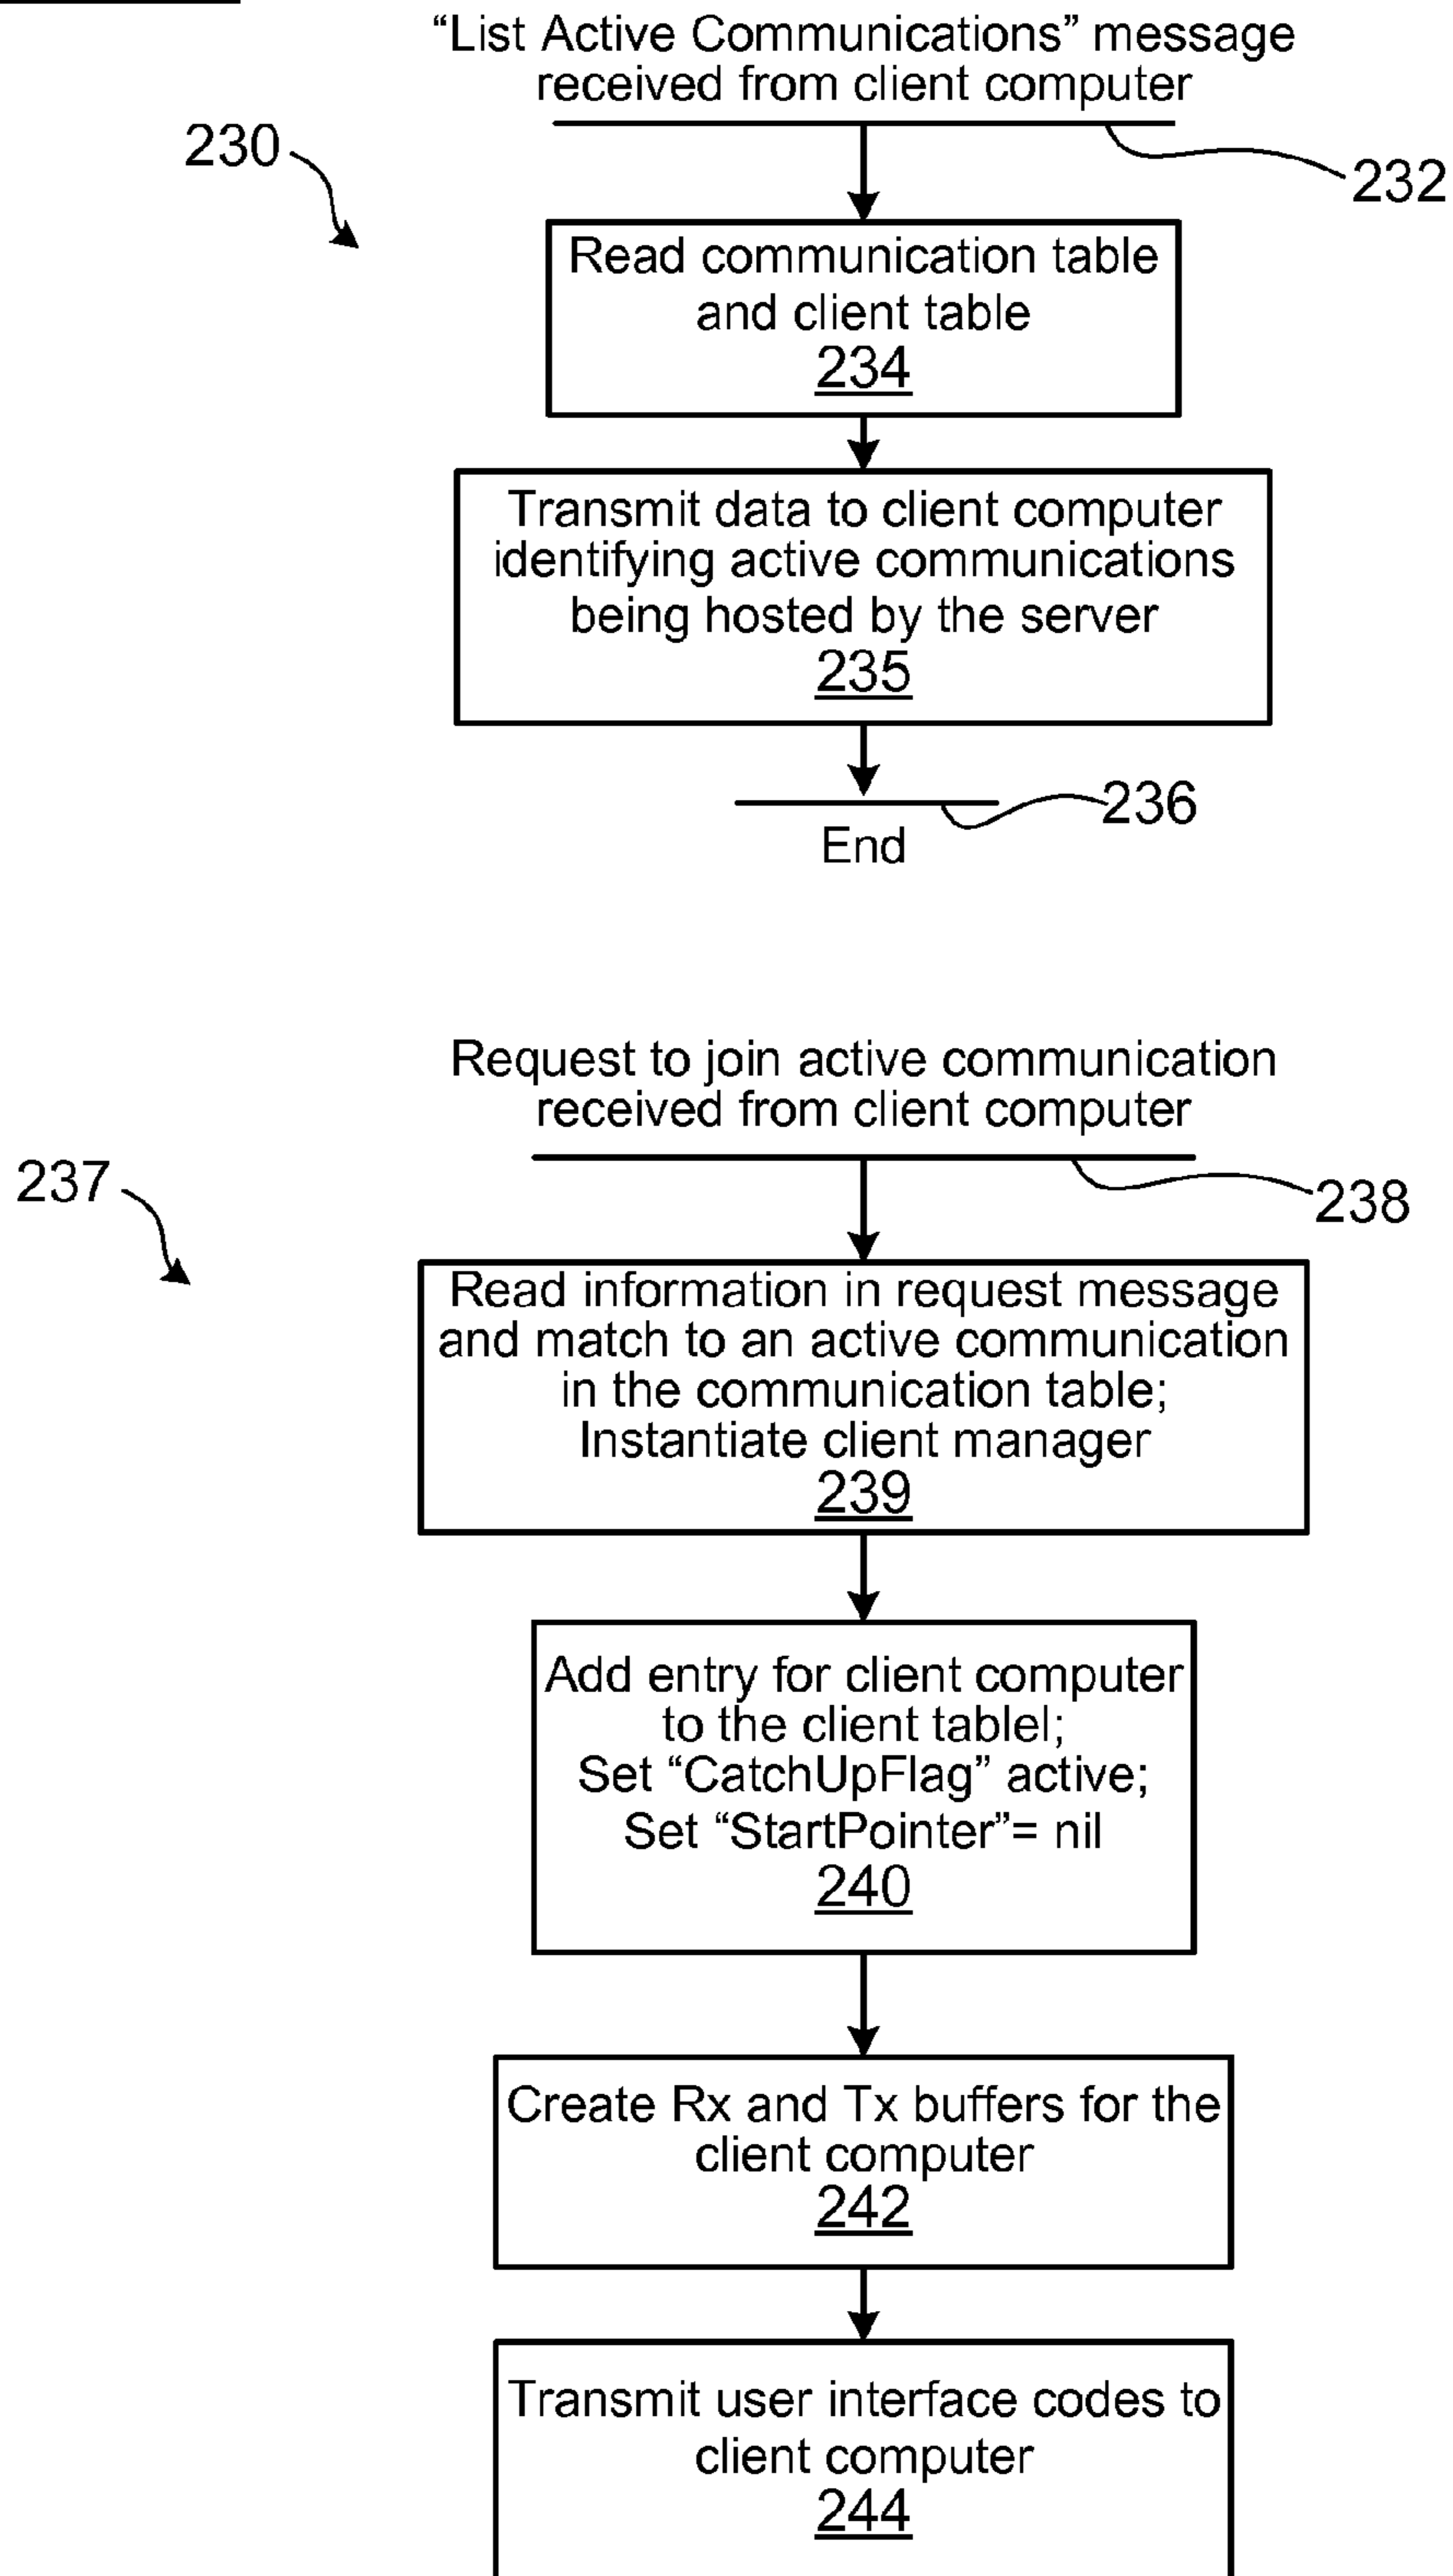 “List Active Communications” message
received from client computer
230
232
Read communication table
and client table
234
Transmit data to client computer
identifying active communications
being hosted by the server
235
236
End
Request to join active communication
received from client computer
237
238
Read information in request message
and match to an active communication
in the communication table;
Instantiate client manager
239
Add entry for client computer
to the client tablel;
Set “CatchUpFlag” active;
Set “StartPointer”= nil
240
Create Rx and Tx buffers for the
client computer
242
Transmit user interface codes to
client computer
244